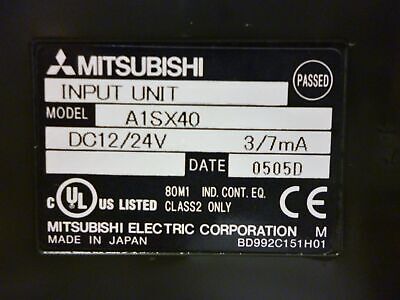 MITSUBISHI
PASSED
INPUT UNIT
MODEL A1SX40
DC12/24V 3/7mA
DATE 0505D
C UL US LISTED 80M1 IND. CONT. EQ. CLASS2 ONLY CE
MITSUBISHI ELECTRIC CORPORATION M
MADE IN JAPAN BD992C151H01